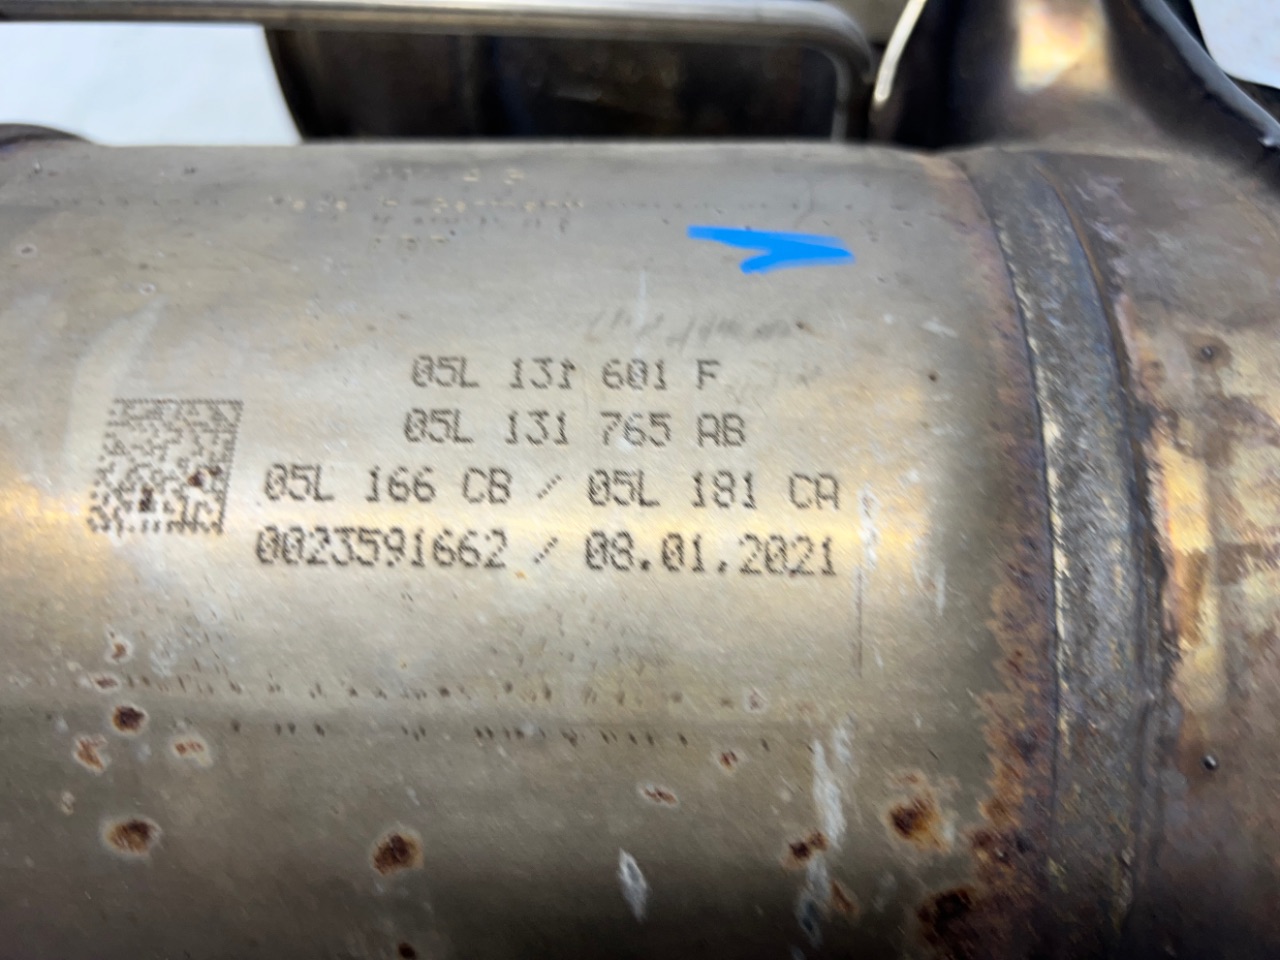 05L 131 601 F
05L 131 765 AB
05L 166 CB / 05L 181 CA
0023591662 / 08.01.2021